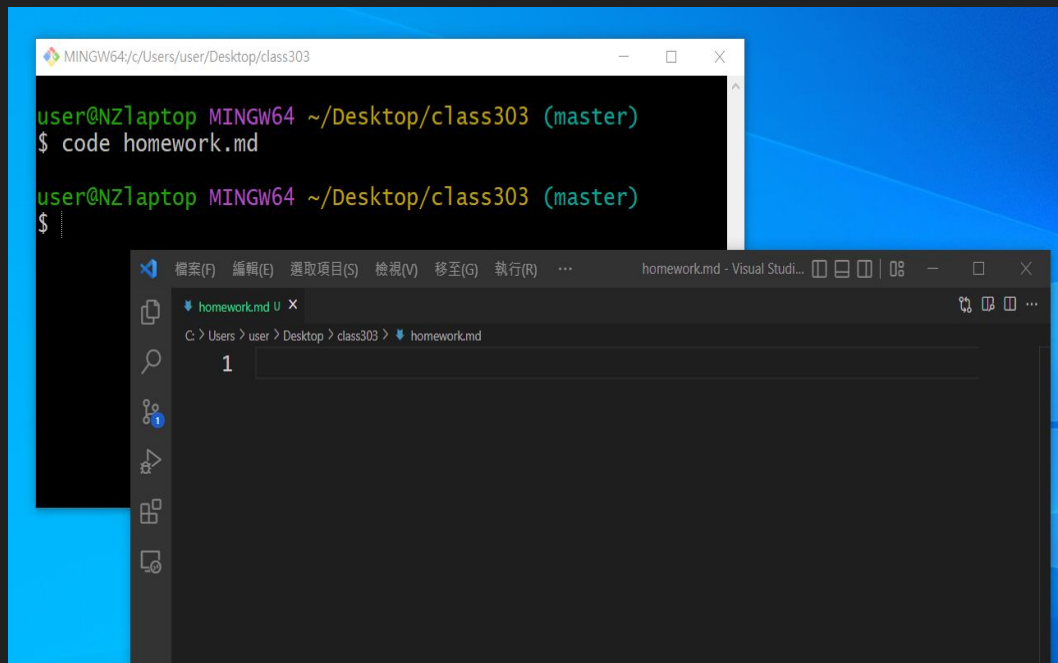 MINGW64:/c/Users/user/Desktop/class303
user@NZlaptop MINGW64 ~/Desktop/class303 (master)
$ code homework.md
user@NZlaptop MINGW64 ~/Desktop/class303 (master)
$
檔案(F) 編輯(E) 選取項目(S) 檢視(V) 移至(G) 執行(R) ··· homework.md - Visual Studi...
homework.md U
C: > Users > user > Desktop > class303 > homework.md
1
1